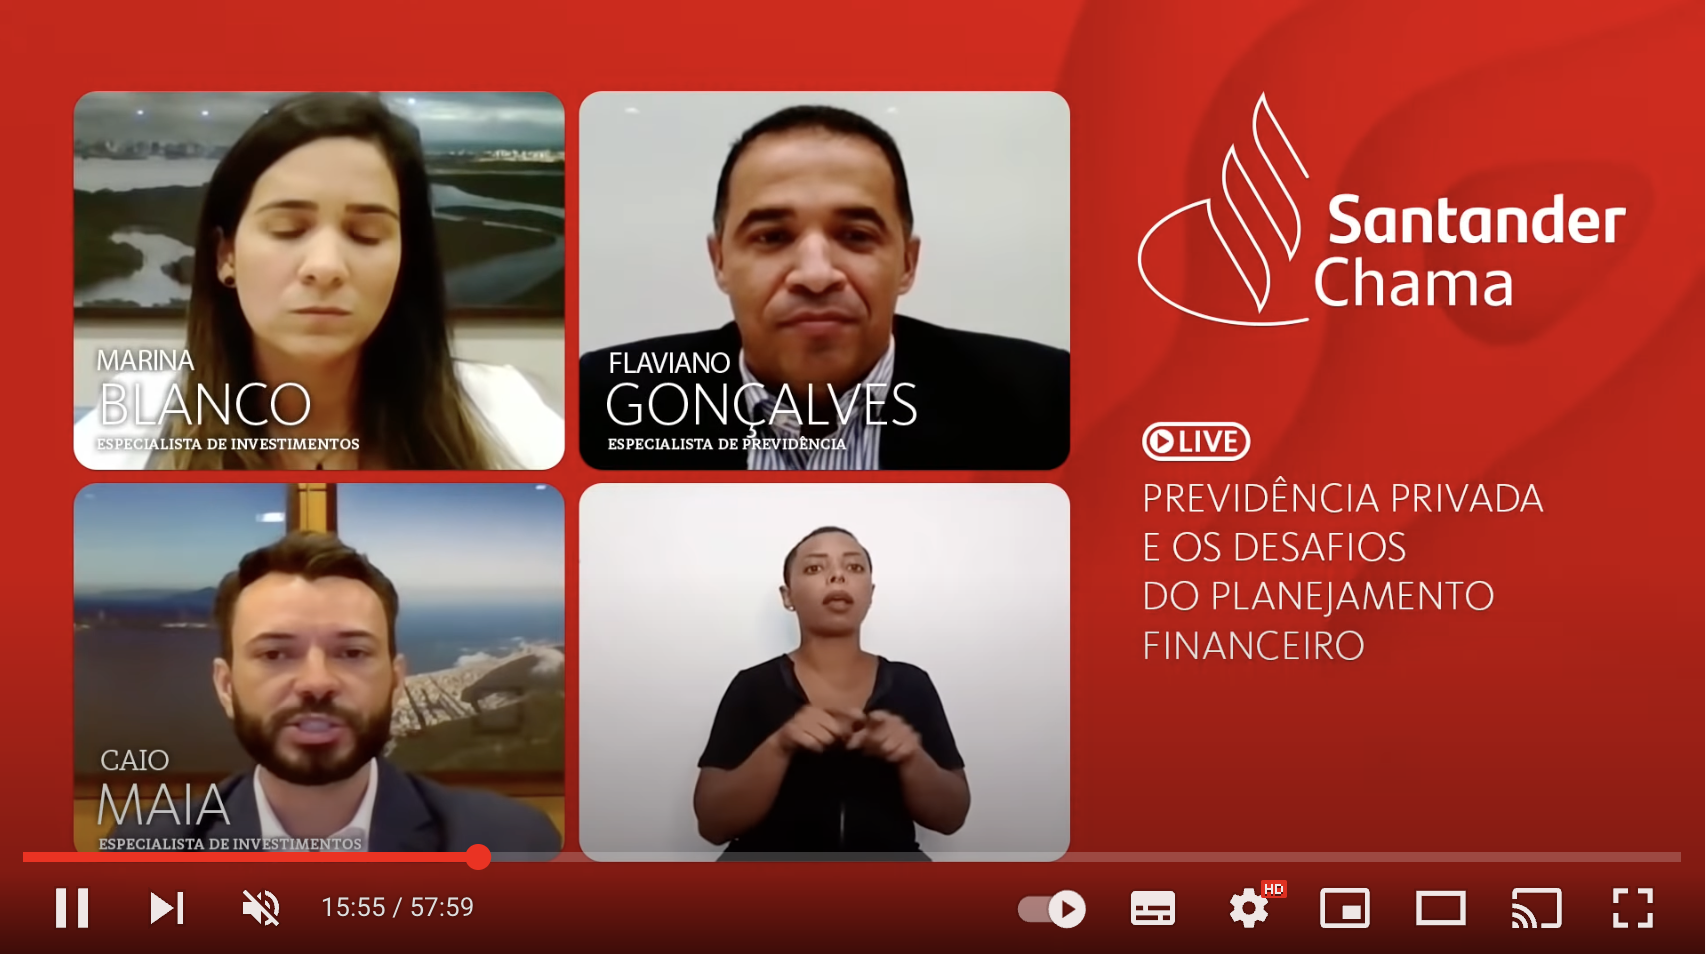 MARINA
BLANCO
ESPECIALISTA DE INVESTIMENTOS
FLAVIANO
GONÇALVES
ESPECIALISTA DE PREVIDÊNCIA
CAIO
MAIA
ESPECIALISTA DE INVESTIMENTOS
Santander
Chama
LIVE
PREVIDÊNCIA PRIVADA
E OS DESAFIOS
DO PLANEJAMENTO
FINANCEIRO
15:55 / 57:59
HD